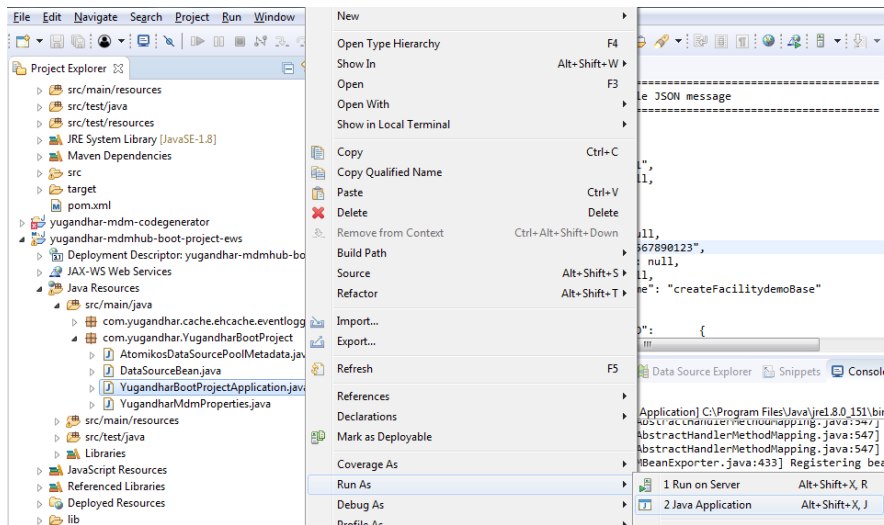 File Edit Navigate Search Project Run Window
Project Explorer
src/main/resources
src/test/java
src/test/resources
JRE System Library [JavaSE-1.8]
Maven Dependencies
src
target
pom.xml
yugandhar-mdm-codegenerator
yugandhar-mdmhub-boot-project-ews
Deployment Descriptor: yugandhar-mdmhub-bo
JAX-WS Web Services
Java Resources
src/main/java
com.yugandhar.cache.ehcache.eventlogg
com.yugandhar.YugandharBootProject
AtomikosDataSourcePoolMetadata.jav
DataSourceBean.java
YugandharBootProjectApplication.java
YugandharMdmProperties.java
src/main/resources
src/test/java
Libraries
JavaScript Resources
Referenced Libraries
Deployed Resources
lib
New
Open Type Hierarchy F4
Show In Alt+Shift+W
Open F3
Open With
Show in Local Terminal
Copy Ctrl+C
Copy Qualified Name
Paste Ctrl+V
Delete Delete
Remove from Context Ctrl+Alt+Shift+Down
Build Path
Source Alt+Shift+S
Refactor Alt+Shift+T
Import...
Export...
Refresh F5
References
Declarations
Mark as Deployable
Coverage As
Run As
Debug As
Profile As
1 Run on Server Alt+Shift+X, R
2 Java Application Alt+Shift+X, J
================================
le JSON message
================================
l",
ll,
ull,
567890123",
: null,
ll,
me": "createFacilitydemoBase"
O": {
Data Source Explorer Snippets Consol
Application] C:\Program Files\Java\jre1.8.0_151\bin
AbstractHandlerMethodMapping.java:547]
AbstractHandlerMethodMapping.java:547]
AbstractHandlerMethodMapping.java:547]
MBeanExporter.java:433] Registering bea